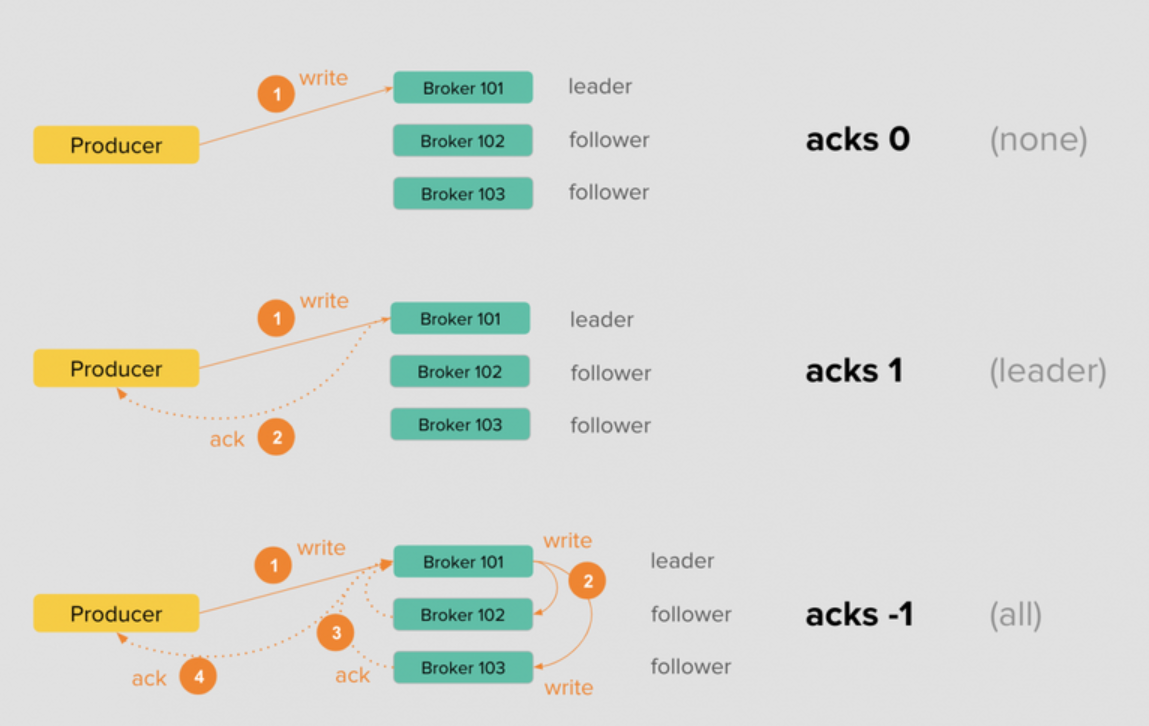 1 write
Broker 101 leader
Producer
Broker 102 follower
acks 0 (none)
Broker 103 follower
1 write
Broker 101 leader
Producer
Broker 102 follower
acks 1 (leader)
Broker 103 follower
ack 2
write
1 write
Broker 101 leader
2
Producer
Broker 102 follower
acks -1 (all)
3
Broker 103 follower
ack 4
ack
write